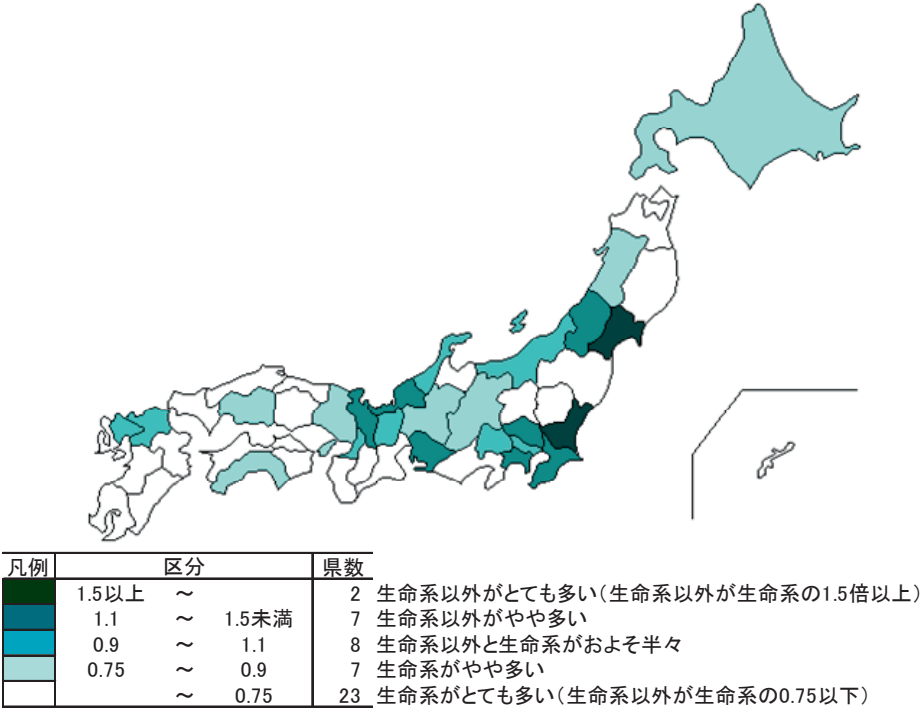 凡例 区分 県数
1.5以上 ~ 2 生命系以外がとても多い(生命系以外が生命系の1.5倍以上)
1.1 ~ 1.5未満 7 生命系以外がやや多い
0.9 ~ 1.1 8 生命系以外と生命系がおよそ半々
0.75 ~ 0.9 7 生命系がやや多い
~ 0.75 23 生命系がとても多い(生命系以外が生命系の0.75以下)